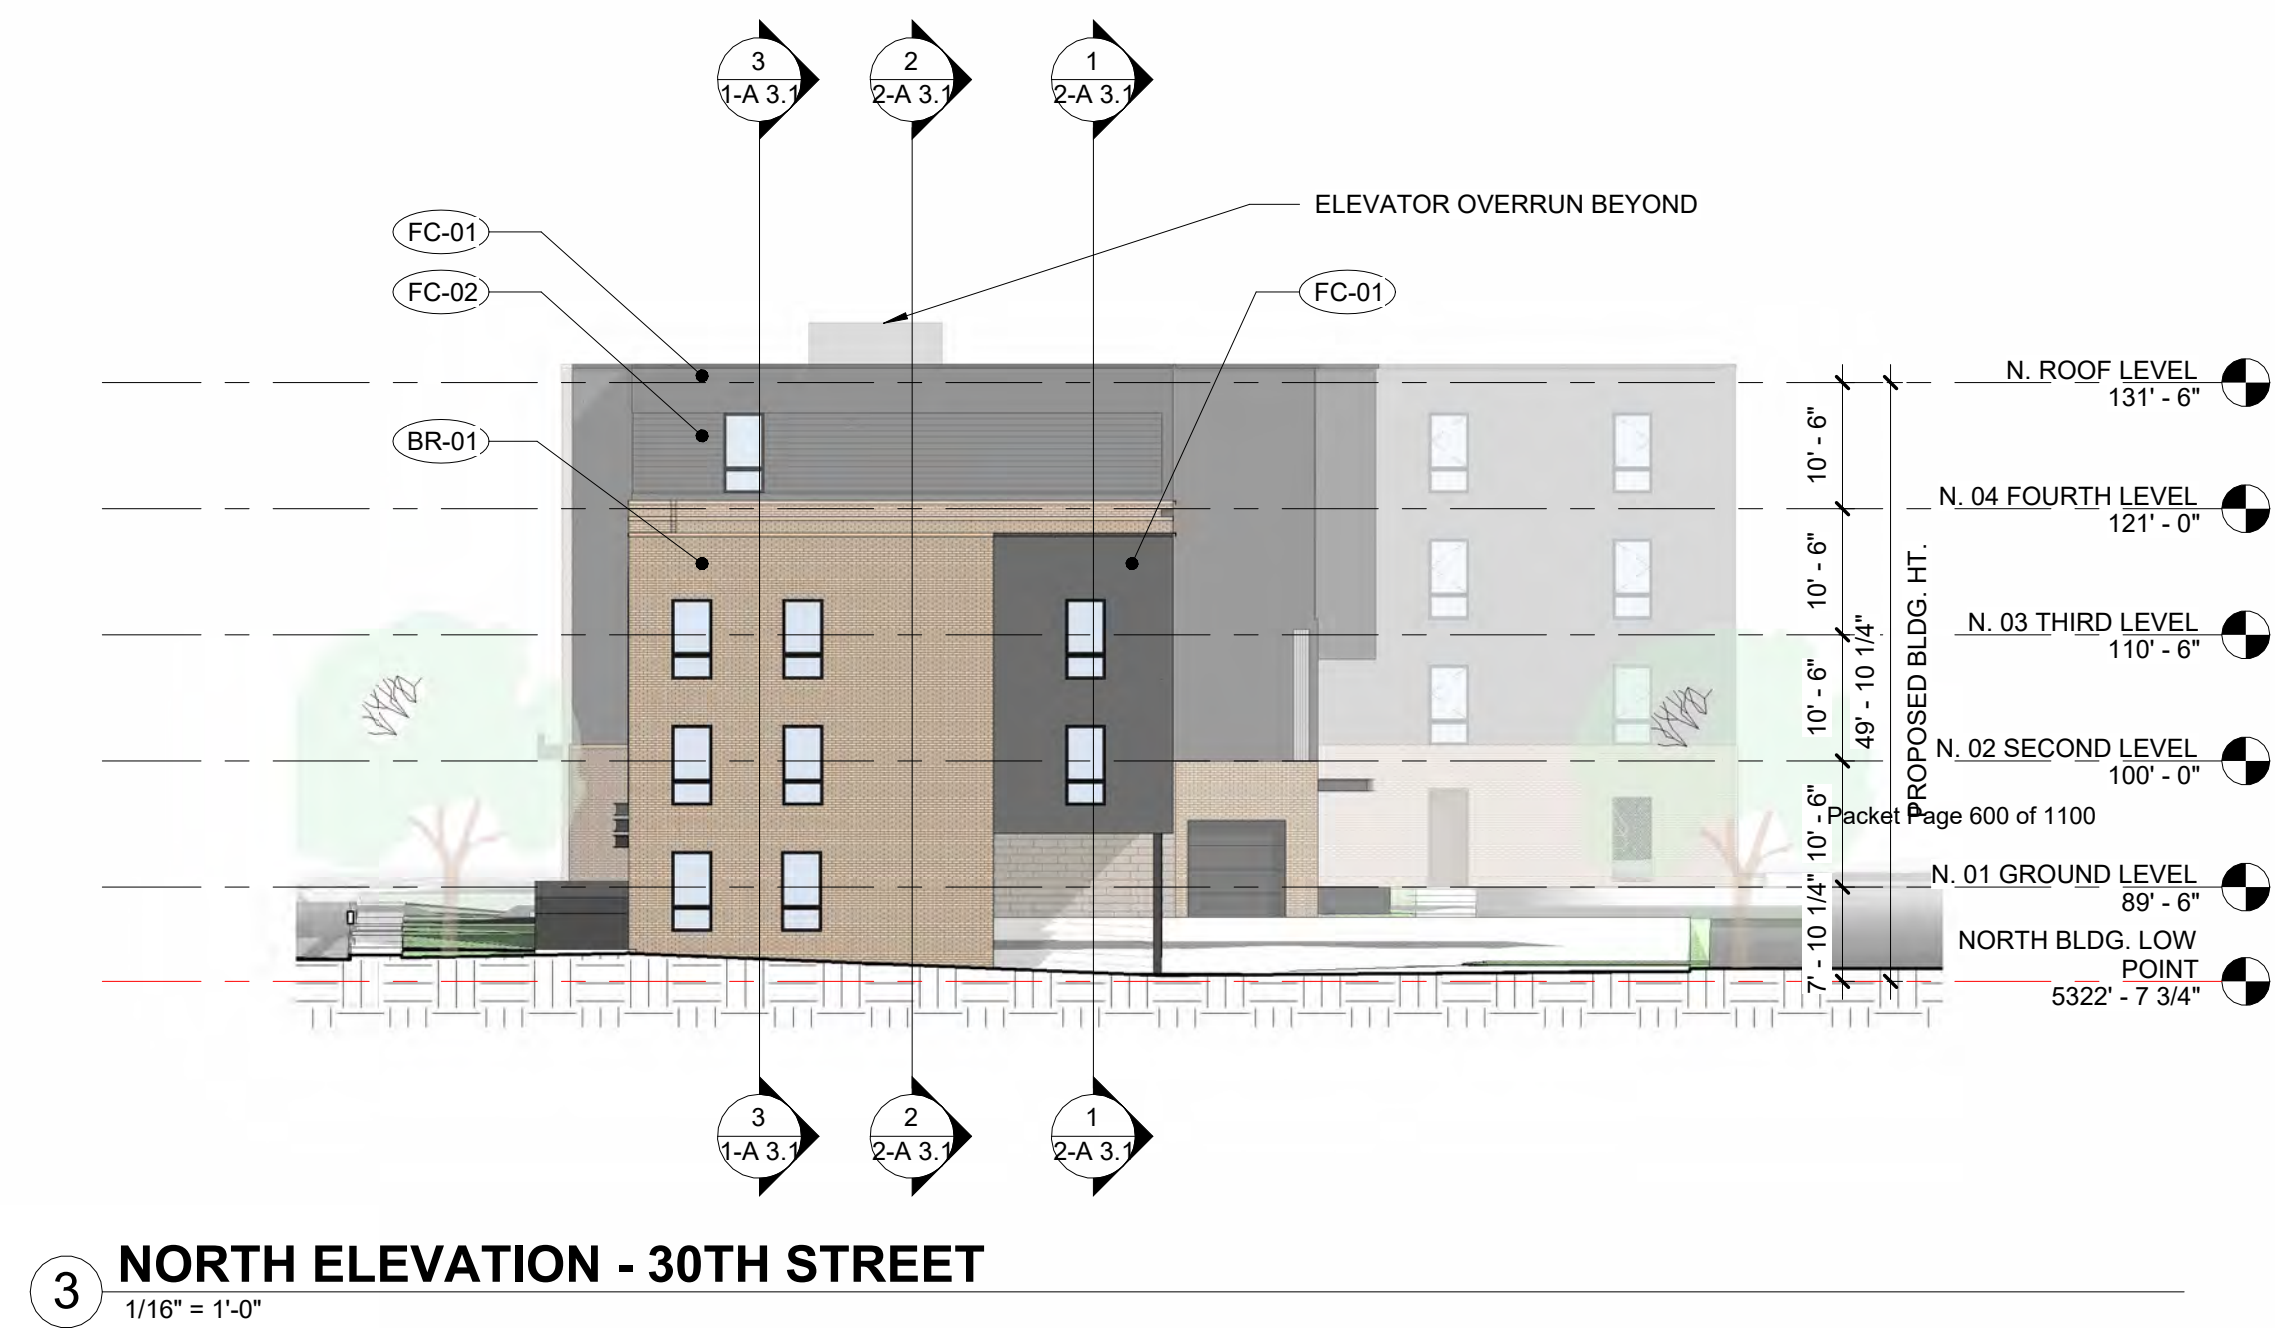 3
1-A 3.1
2
2-A 3.1
1
2-A 3.1
ELEVATOR OVERRUN BEYOND
FC-01
FC-02
FC-01
BR-01
N. ROOF LEVEL
131' - 6"
10' - 6"
N. 04 FOURTH LEVEL
121' - 0"
10' - 6"
N. 03 THIRD LEVEL
110' - 6"
10' - 6"
49' - 10 1/4"
PROPOSED BLDG. HT.
N. 02 SECOND LEVEL
100' - 0"
10' - 6"
Packet Page 600 of 1100
N. 01 GROUND LEVEL
89' - 6"
7' - 10 1/4"
NORTH BLDG. LOW
POINT
5322' - 7 3/4"
3
1-A 3.1
2
2-A 3.1
1
2-A 3.1
3
NORTH ELEVATION - 30TH STREET
1/16" = 1'-0"